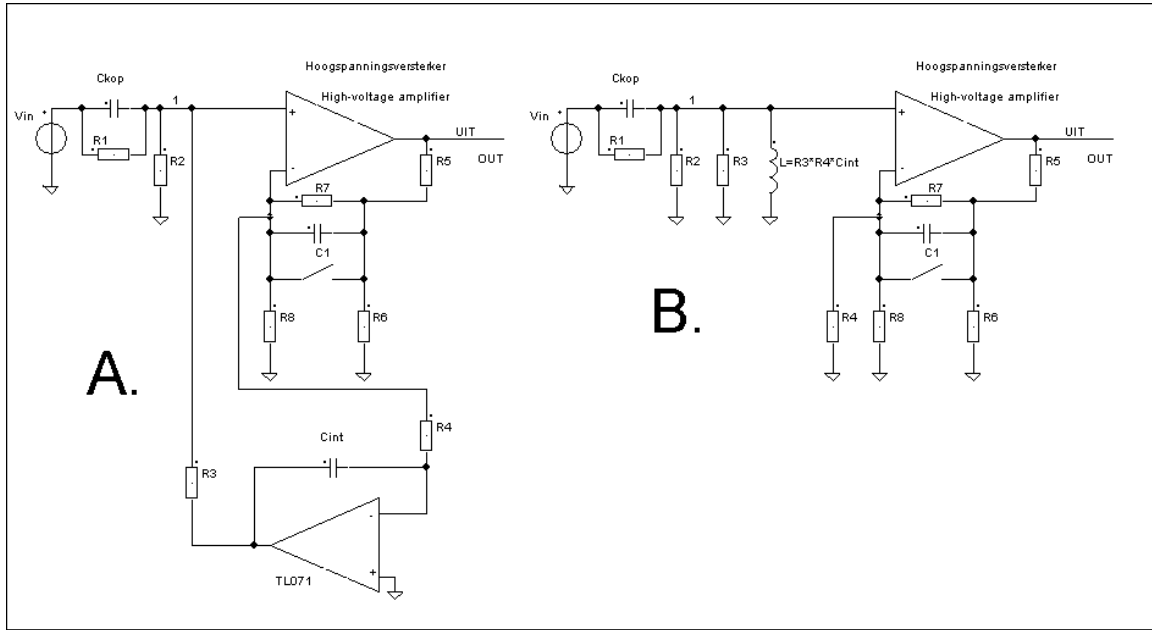 Hoogspanningsversterker
High-voltage amplifier
Ckop
1
Vin
R1
R2
+
-
UIT
OUT
R5
R7
C1
R8
R6
A.
R4
Cint
R3
-
+
TL071
Hoogspanningsversterker
High-voltage amplifier
Ckop
1
Vin
R1
R2
R3
L=R3*R4*Cint
+
-
UIT
OUT
R5
R7
C1
R4
R8
R6
B.